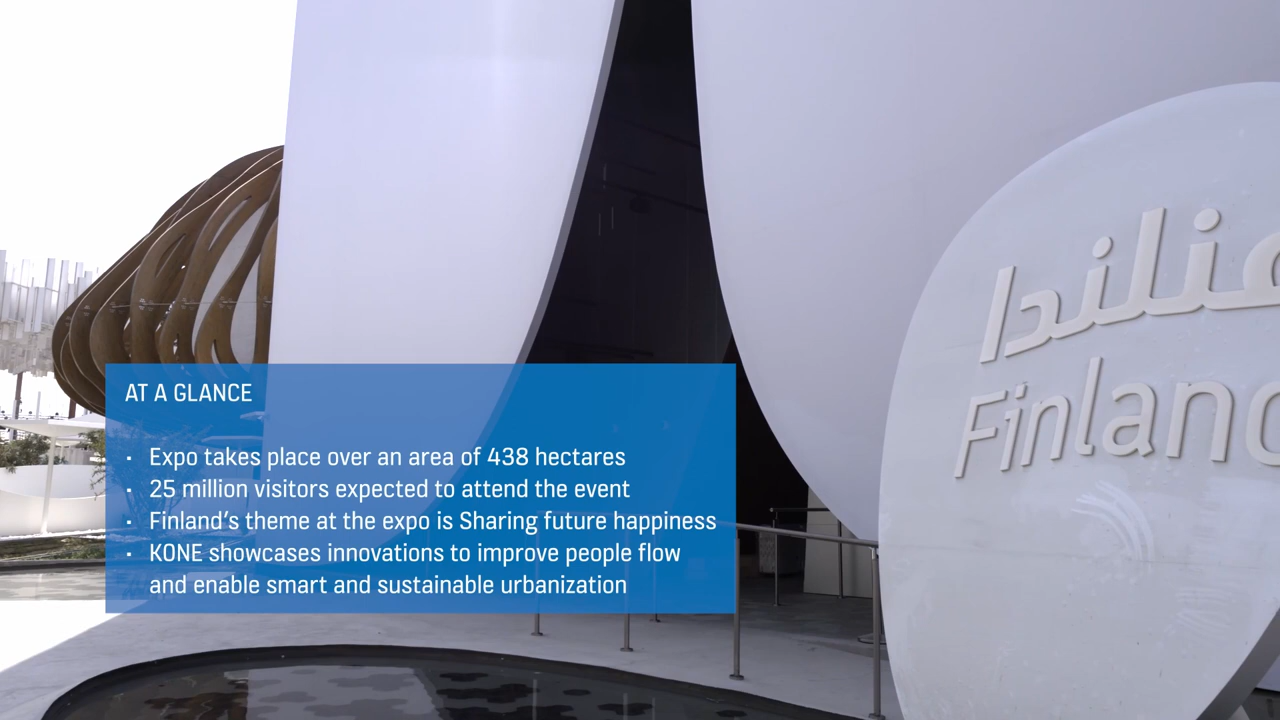 AT A GLANCE
· Expo takes place over an area of 438 hectares
· 25 million visitors expected to attend the event
· Finland's theme at the expo is Sharing future happiness
· KONE showcases innovations to improve people flow
and enable smart and sustainable urbanization
فنلندا
Finland